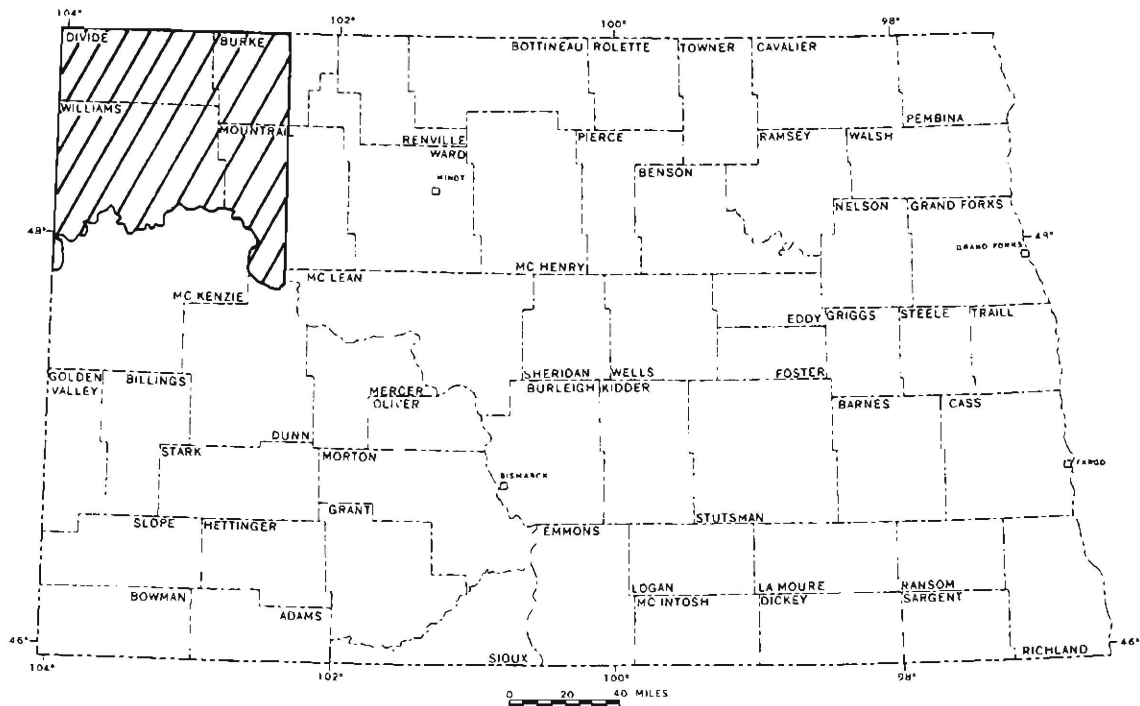 104°
102°
100°
98°
DIVIDE
BURKE
BOTTINEAU
ROLETTE
TOWNER
CAVALIER
WILLIAMS
MOUNTRAI
RENVILLE
WARD
PIERCE
RAMSEY
WALSH
PEMBINA
MINOT
BENSON
NELSON
GRAND FORKS
48°
48°
GRAND FORKS
MC LEAN
MC HENRY
MC KENZIE
EDDY
GRIGGS
STEELE
TRAILL
GOLDEN
VALLEY
BILLINGS
MERCER
OLIVER
SHERIDAN
WELLS
FOSTER
BURLEIGH
KIDDER
BARNES
CASS
DUNN
STARK
MORTON
BISMARCK
FARGO
GRANT
SLOPE
HETTINGER
EMMONS
STUTSMAN
LOGAN
LA MOURE
RANSOM
BOWMAN
ADAMS
MC INTOSH
DICKEY
SARGENT
46°
46°
SIOUX
RICHLAND
104°
102°
100°
98°
0 20 40 MILES